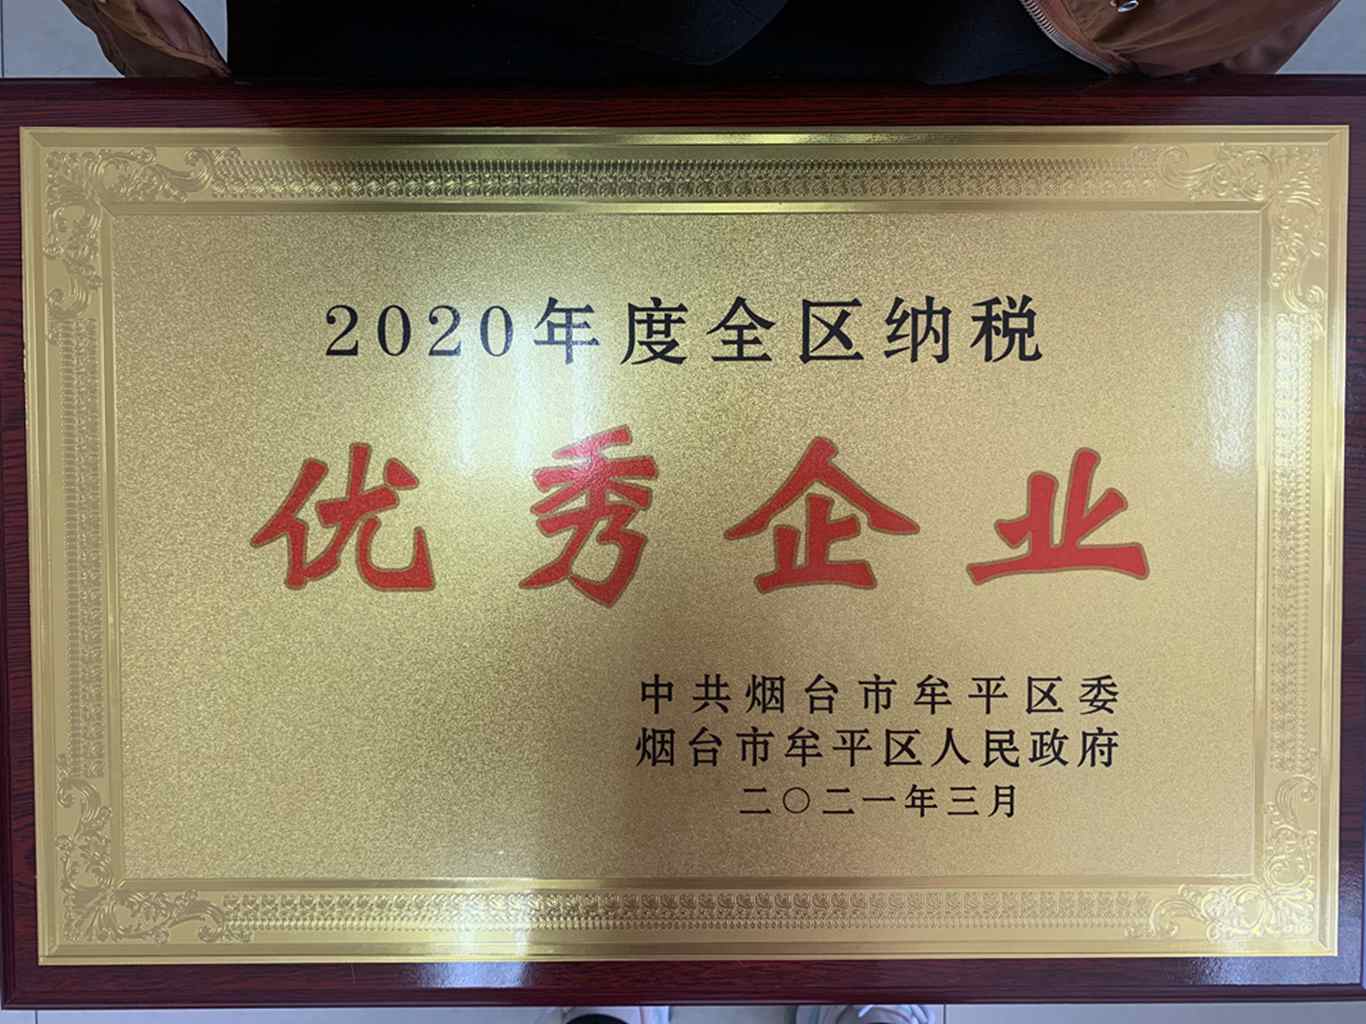 2020年度全区纳税
优秀企业
中共烟台市牟平区委
烟台市牟平区人民政府
二〇二一年三月